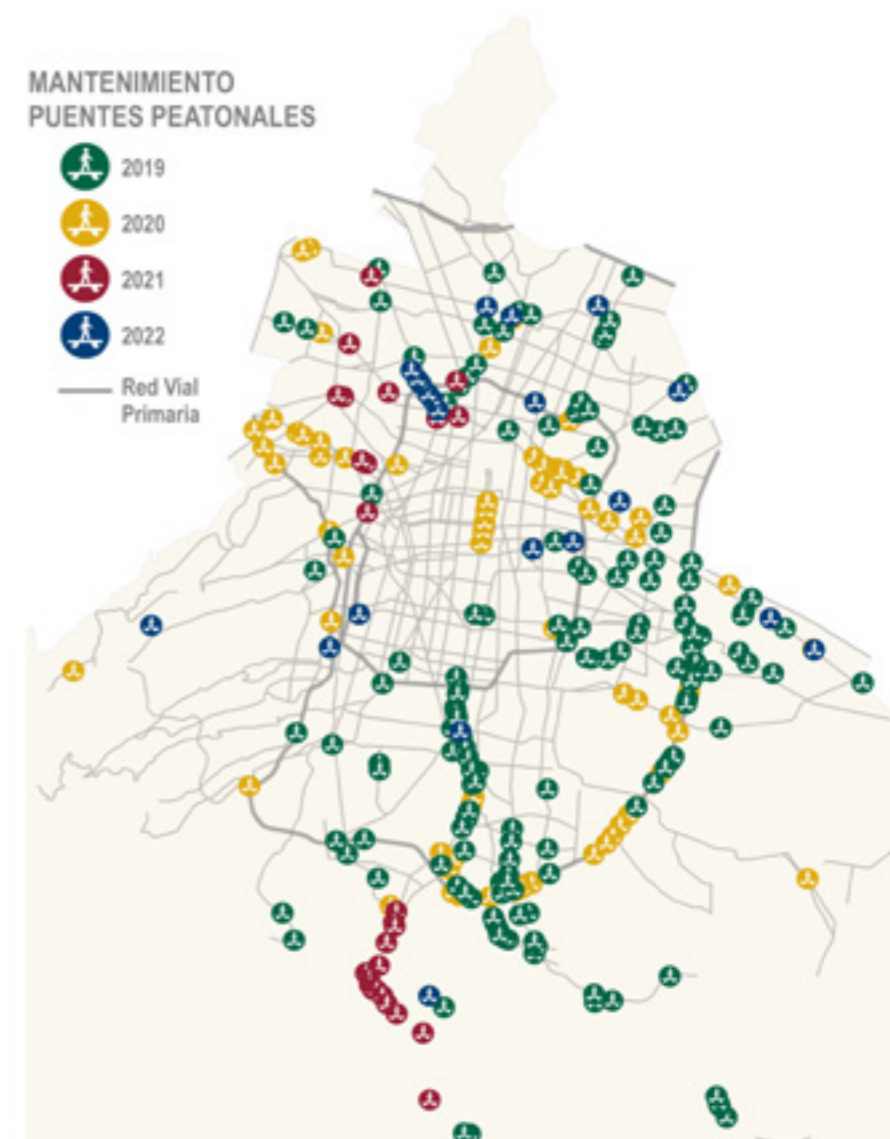 MANTENIMIENTO
PUENTES PEATONALES
2019
2020
2021
2022
Red Vial
Primaria